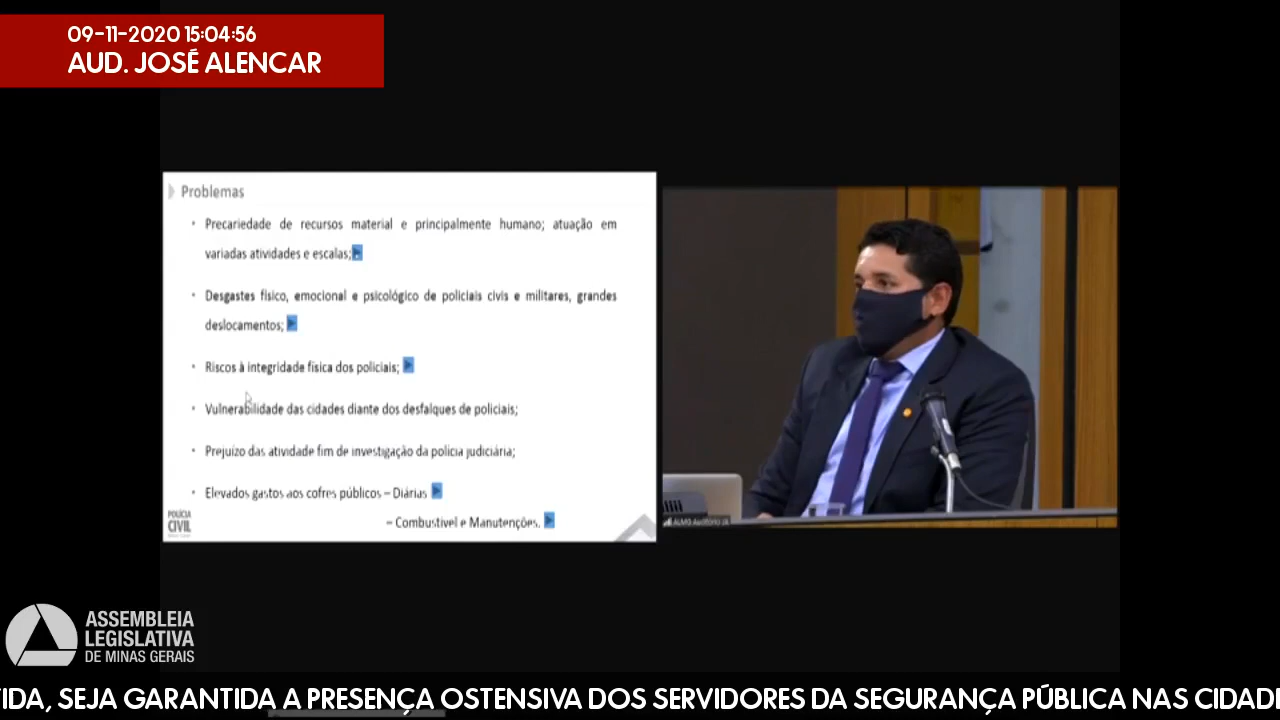 09-11-2020 15:04:56
AUD. JOSÉ ALENCAR
Problemas
• Precariedade de recursos material e principalmente humano; atuação em
variadas atividades e escalas;
• Desgastes físico, emocional e psicológico de policiais civis e militares, grandes
deslocamentos;
• Riscos à integridade física dos policiais;
• Vulnerabilidade das cidades diante dos desfalques de policiais;
• Prejuízo das atividade fim de investigação da polícia judiciária;
• Elevados gastos aos cofres públicos – Diárias
– Combustível e Manutenções.
POLÍCIA
CIVIL
ALMG Auditório JA
ASSEMBLEIA
LEGISLATIVA
DE MINAS GERAIS
IDA, SEJA GARANTIDA A PRESENÇA OSTENSIVA DOS SERVIDORES DA SEGURANÇA PÚBLICA NAS CIDAD